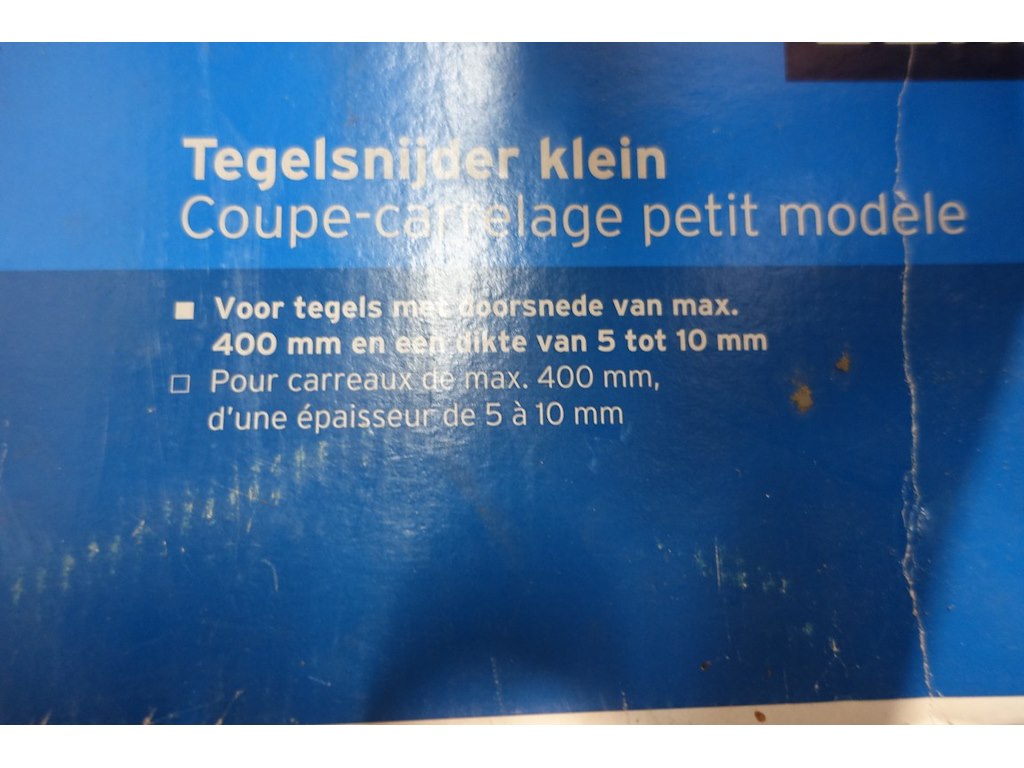 Tegelsnijder klein
Coupe-carrelage petit modèle
Voor tegels met doorsnede van max.
400 mm en een dikte van 5 tot 10 mm
Pour carreaux de max. 400 mm,
d'une épaisseur de 5 à 10 mm